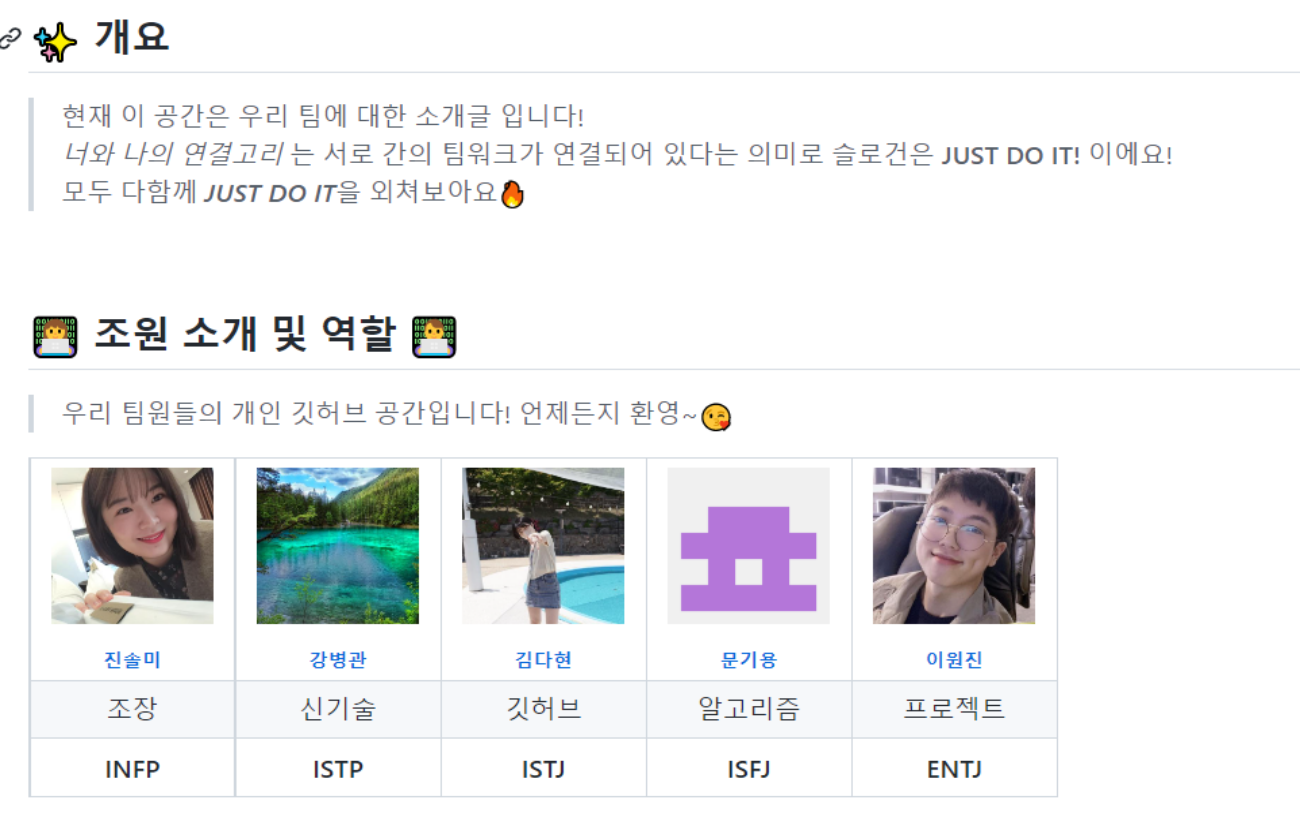 개요
현재 이 공간은 우리 팀에 대한 소개글 입니다!
너와 나의 연결고리 는 서로 간의 팀워크가 연결되어 있다는 의미로 슬로건은 JUST DO IT! 이에요!
모두 다함께 JUST DO IT을 외쳐보아요🔥
조원 소개 및 역할
우리 팀원들의 개인 깃허브 공간입니다! 언제든지 환영~😘
진솔미 강병관 김다현 문기용 이원진
조장 신기술 깃허브 알고리즘 프로젝트
INFP ISTP ISTJ ISFJ ENTJ